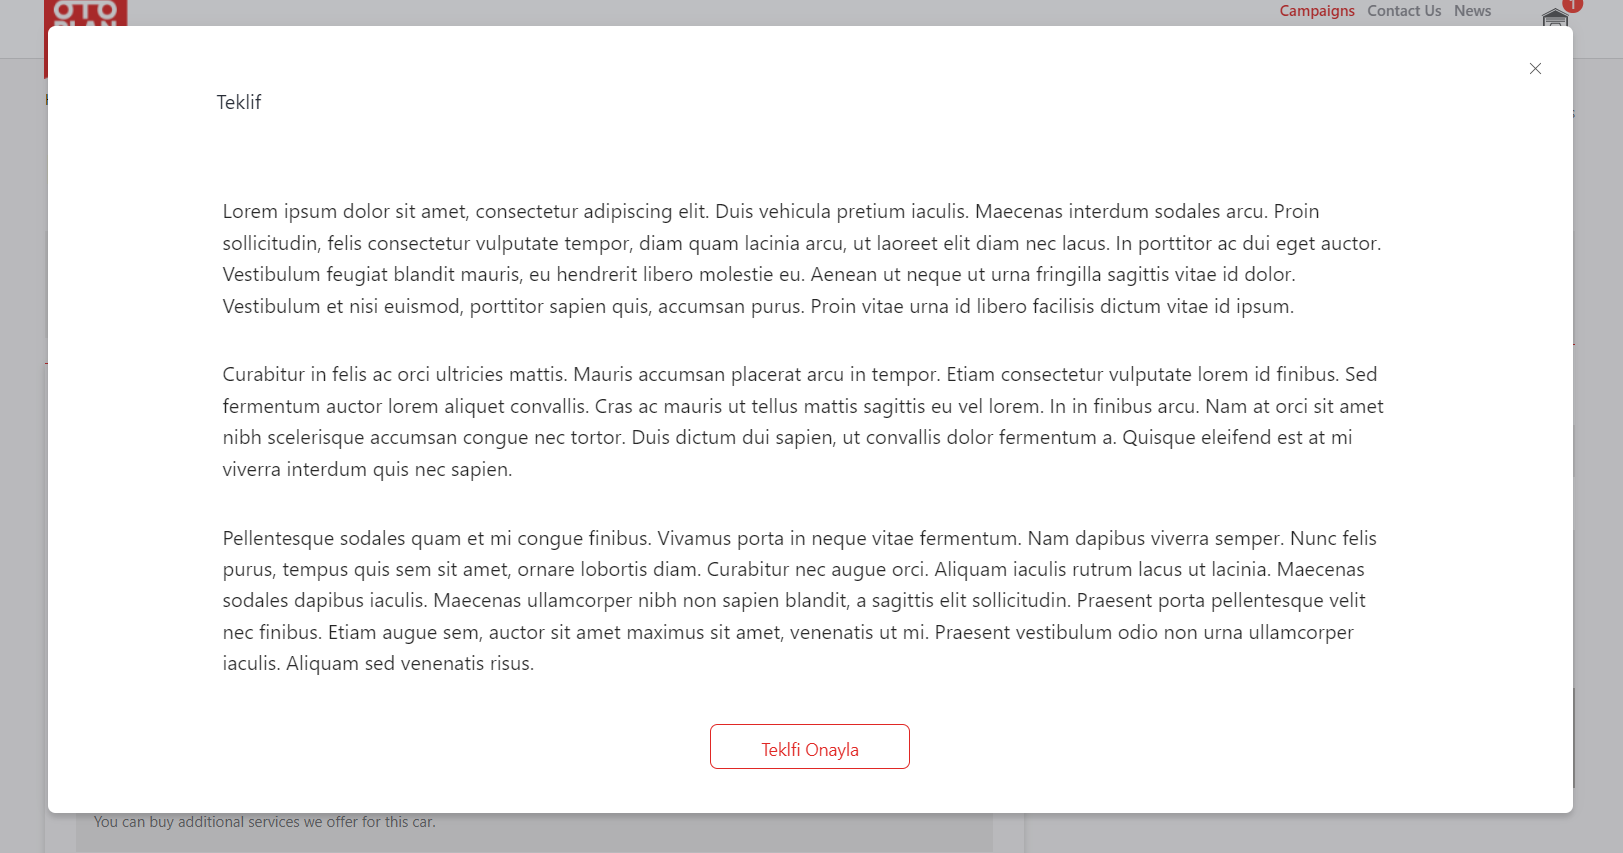 OTO
PLAN
Campaigns Contact Us News
1
Teklif
Lorem ipsum dolor sit amet, consectetur adipiscing elit. Duis vehicula pretium iaculis. Maecenas interdum sodales arcu. Proin
sollicitudin, felis consectetur vulputate tempor, diam quam lacinia arcu, ut laoreet elit diam nec lacus. In porttitor ac dui eget auctor.
Vestibulum feugiat blandit mauris, eu hendrerit libero molestie eu. Aenean ut neque ut urna fringilla sagittis vitae id dolor.
Vestibulum et nisi euismod, porttitor sapien quis, accumsan purus. Proin vitae urna id libero facilisis dictum vitae id ipsum.
Curabitur in felis ac orci ultricies mattis. Mauris accumsan placerat arcu in tempor. Etiam consectetur vulputate lorem id finibus. Sed
fermentum auctor lorem aliquet convallis. Cras ac mauris ut tellus mattis sagittis eu vel lorem. In in finibus arcu. Nam at orci sit amet
nibh scelerisque accumsan congue nec tortor. Duis dictum dui sapien, ut convallis dolor fermentum a. Quisque eleifend est at mi
viverra interdum quis nec sapien.
Pellentesque sodales quam et mi congue finibus. Vivamus porta in neque vitae fermentum. Nam dapibus viverra semper. Nunc felis
purus, tempus quis sem sit amet, ornare lobortis diam. Curabitur nec augue orci. Aliquam iaculis rutrum lacus ut lacinia. Maecenas
sodales dapibus iaculis. Maecenas ullamcorper nibh non sapien blandit, a sagittis elit sollicitudin. Praesent porta pellentesque velit
nec finibus. Etiam augue sem, auctor sit amet maximus sit amet, venenatis ut mi. Praesent vestibulum odio non urna ullamcorper
iaculis. Aliquam sed venenatis risus.
Teklfi Onayla
You can buy additional services we offer for this car.